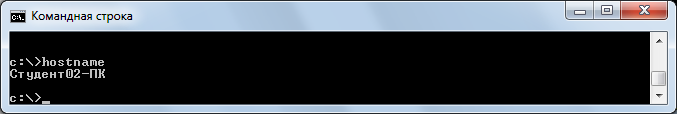 Командная строка
c:\>hostname
Студент02-ПК
c:\>_